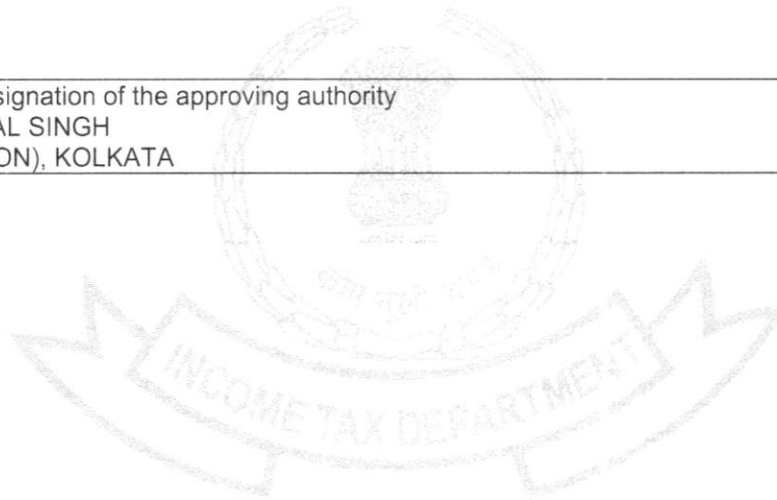 signation of the approving authority
AL SINGH
ON), KOLKATA
INCOME TAX DEPARTMENT